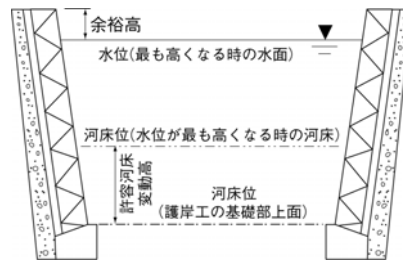 余裕高
水位(最も高くなる時の水面)
河床位(水位が最も高くなる時の河床)
許容河床
変動高
河床位
(護岸工の基礎部上面)